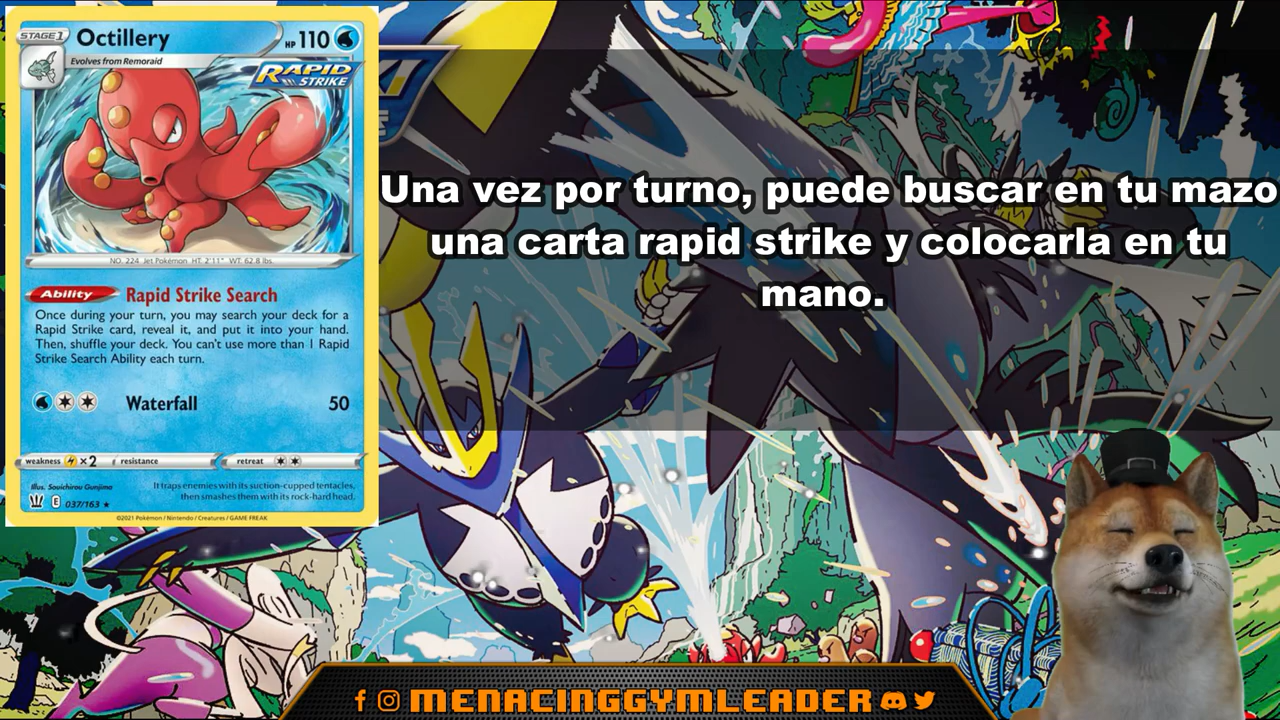 STAGE 1
Octillery
HP 110
Evolves from Remoraid
RAPID
STRIKE
NO. 224 Jet Pokémon HT: 2'11" WT: 62.8 lbs.
Ability Rapid Strike Search
Once during your turn, you may search your deck for a
Rapid Strike card, reveal it, and put it into your hand.
Then, shuffle your deck. You can't use more than 1 Rapid
Strike Search Ability each turn.
Waterfall 50
weakness ×2 resistance retreat
Illus. Souichirou Gunjima
It traps enemies with its suction-cupped tentacles,
then smashes them with its rock-hard head.
E 037/163 ★
©2021 Pokémon / Nintendo / Creatures / GAME FREAK
Una vez por turno, puede buscar en tu mazo
una carta rapid strike y colocarla en tu
mano.
MENACINGGYMLEADER